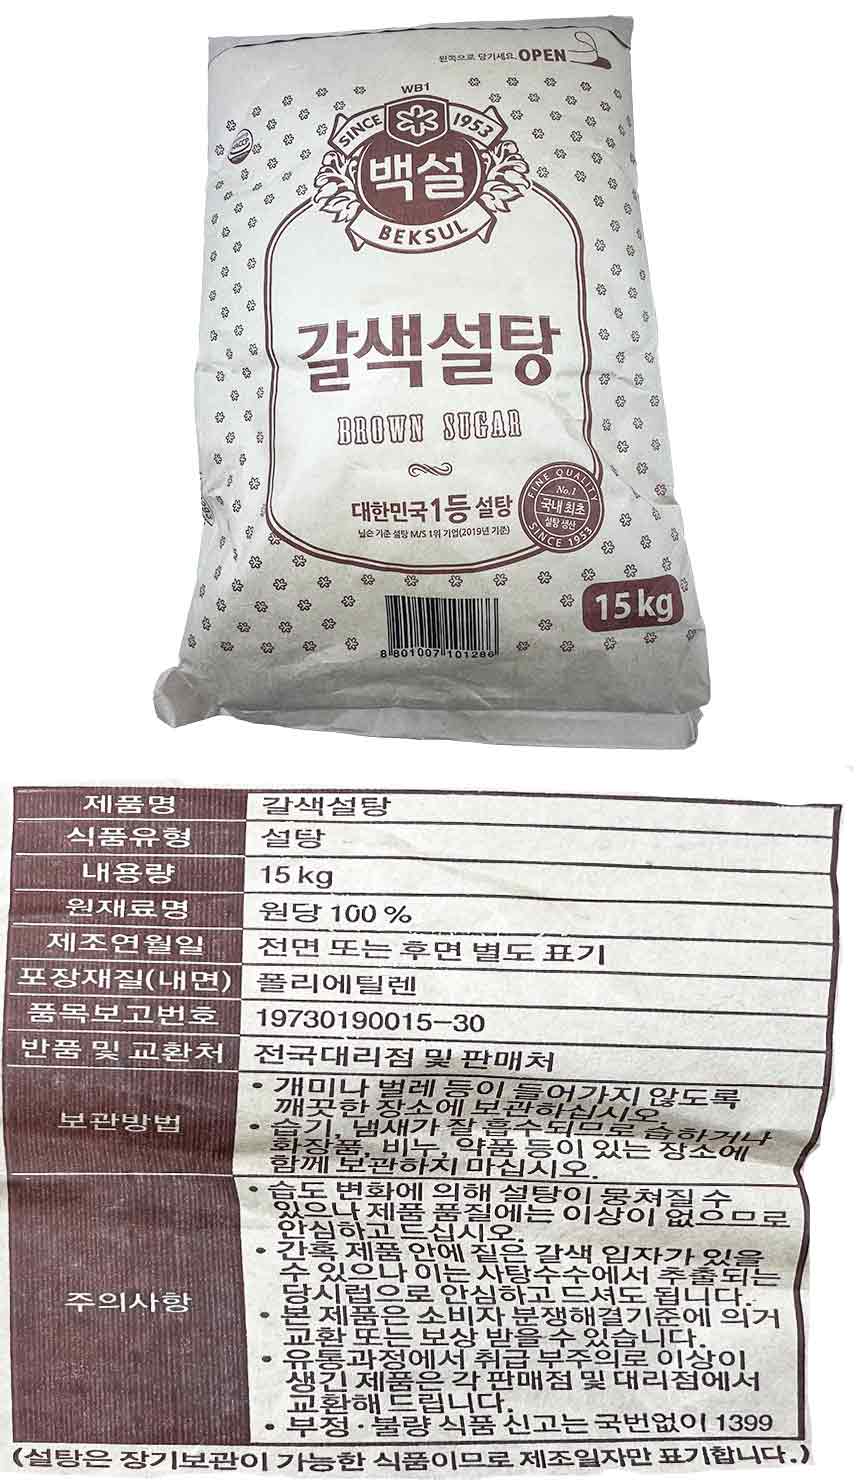 왼쪽으로 당기세요. OPEN
WB1
SINCE 1953
HACCP
백설
BEKSUL
갈색설탕
BROWN SUGAR
대한민국1등 설탕
닐슨 기준 설탕 M/S 1위 기업(2019년 기준)
FINE QUALITY
No.1
국내 최초
설탕 생산
SINCE 1953
15 kg
8 801007 101286
제품명 갈색설탕
식품유형 설탕
내용량 15 kg
원재료명 원당 100 %
제조연월일 전면 또는 후면 별도 표기
포장재질(내면) 폴리에틸렌
품목보고번호 19730190015-30
반품 및 교환처 전국대리점 및 판매처
보관방법
• 개미나 벌레 등이 들어가지 않도록
깨끗한 장소에 보관하십시오.
• 습기, 냄새가 잘 흡수되므로 습하거나
화장품, 비누, 약품 등이 있는 장소에
함께 보관하지 마십시오.
주의사항
• 습도 변화에 의해 설탕이 뭉쳐질 수
있으나 제품 품질에는 이상이 없으므로
안심하고 드십시오.
• 간혹 제품 안에 짙은 갈색 입자가 있을
수 있으나 이는 사탕수수에서 추출되는
당시럽으로 안심하고 드셔도 됩니다.
• 본 제품은 소비자 분쟁해결기준에 의거
교환 또는 보상 받을 수 있습니다.
• 유통과정에서 취급 부주의로 이상이
생긴 제품은 각 판매점 및 대리점에서
교환해 드립니다.
• 부정 · 불량 식품 신고는 국번없이 1399
(설탕은 장기보관이 가능한 식품이므로 제조일자만 표기합니다.)